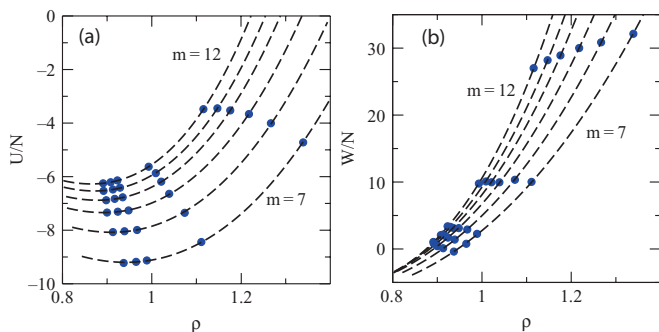 (a)
m = 12
m = 7
U/N
0
−2
−4
−6
−8
−10
0.8
1
1.2
ρ
(b)
m = 12
m = 7
W/N
30
20
10
0
0.8
1
1.2
ρ